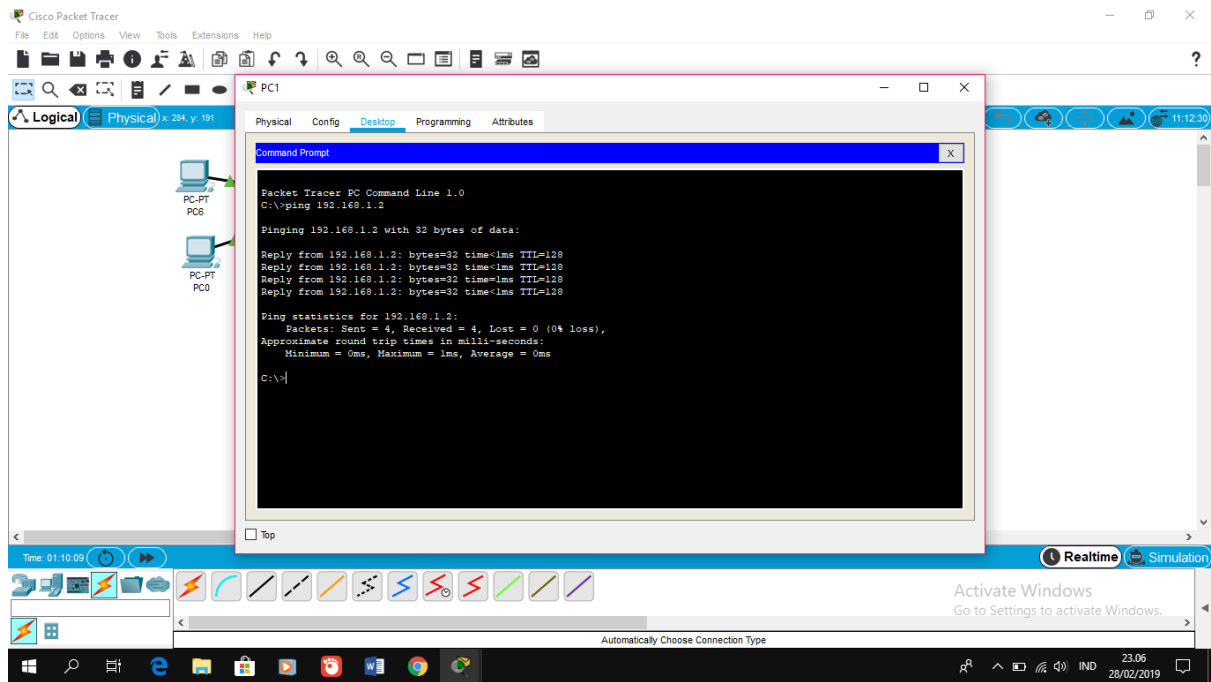 Cisco Packet Tracer
File Edit Options View Tools Extensions Help
?
PC1
Logical Physical x: 284, y: 191
11:12:30
Physical Config Desktop Programming Attributes
Command Prompt
X
Packet Tracer PC Command Line 1.0
C:\>ping 192.168.1.2
Pinging 192.168.1.2 with 32 bytes of data:
Reply from 192.168.1.2: bytes=32 time<1ms TTL=128
Reply from 192.168.1.2: bytes=32 time<1ms TTL=128
Reply from 192.168.1.2: bytes=32 time=1ms TTL=128
Reply from 192.168.1.2: bytes=32 time<1ms TTL=128
Ping statistics for 192.168.1.2:
Packets: Sent = 4, Received = 4, Lost = 0 (0% loss),
Approximate round trip times in milli-seconds:
Minimum = 0ms, Maximum = 1ms, Average = 0ms
C:\>
PC-PT
PC6
PC-PT
PC0
Top
Time: 01:10:09
Realtime Simulation
Activate Windows
Go to Settings to activate Windows.
Automatically Choose Connection Type
IND
23.06
28/02/2019